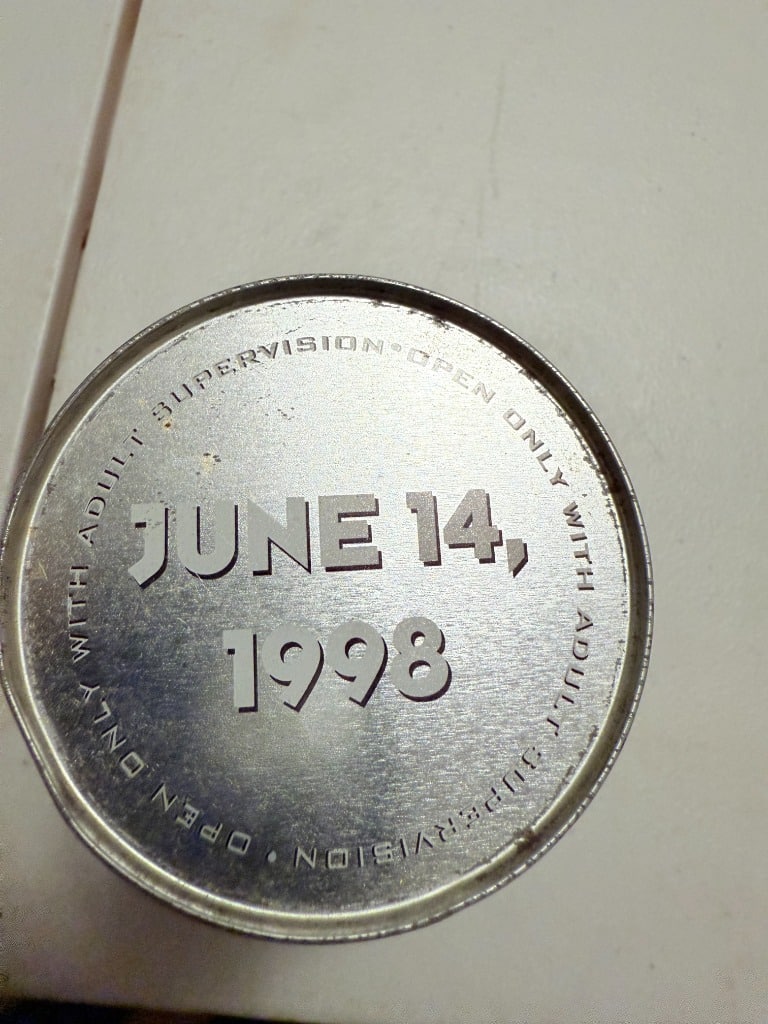 JUNE 14,
1998
OPEN ONLY WITH ADULT SUPERVISION • OPEN ONLY WITH ADULT SUPERVISION •